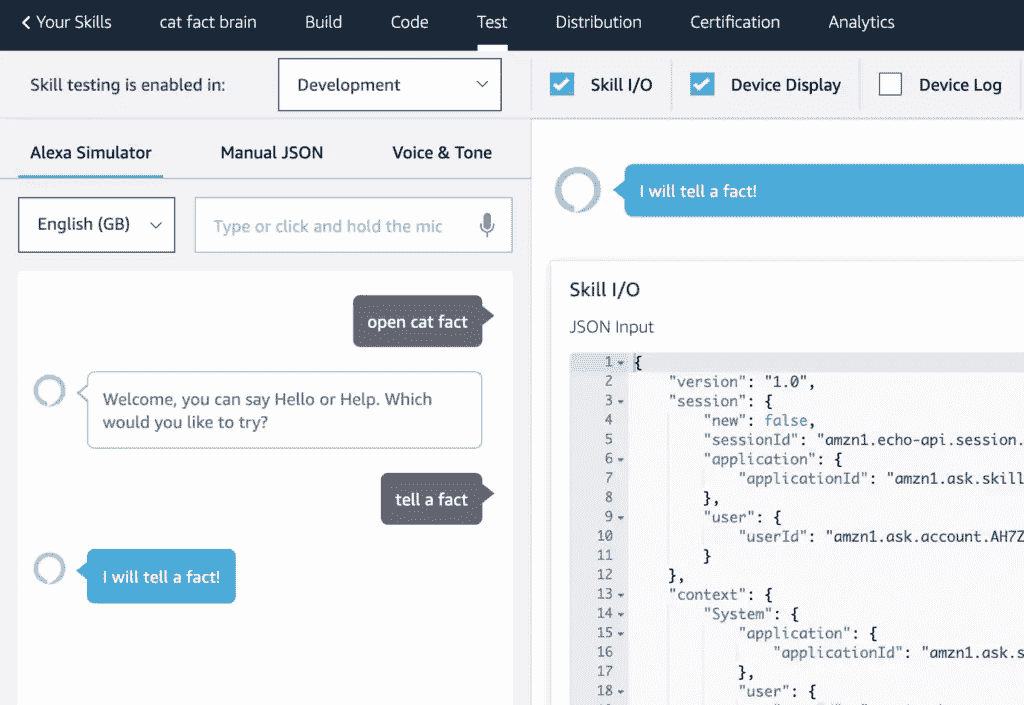 Your Skills cat fact brain Build Code Test Distribution Certification Analytics
Skill testing is enabled in: Development Skill I/O Device Display Device Log
Alexa Simulator Manual JSON Voice & Tone
English (GB) Type or click and hold the mic
open cat fact
Welcome, you can say Hello or Help. Which
would you like to try?
tell a fact
I will tell a fact!
I will tell a fact!
Skill I/O
JSON Input
1 {
2 "version": "1.0",
3 "session": {
4 "new": false,
5 "sessionId": "amzn1.echo-api.session.
6 "application": {
7 "applicationId": "amzn1.ask.skill
8 },
9 "user": {
10 "userId": "amzn1.ask.account.AH7Z
11 }
12 },
13 "context": {
14 "System": {
15 "application": {
16 "applicationId": "amzn1.ask.s
17 },
18 "user": {